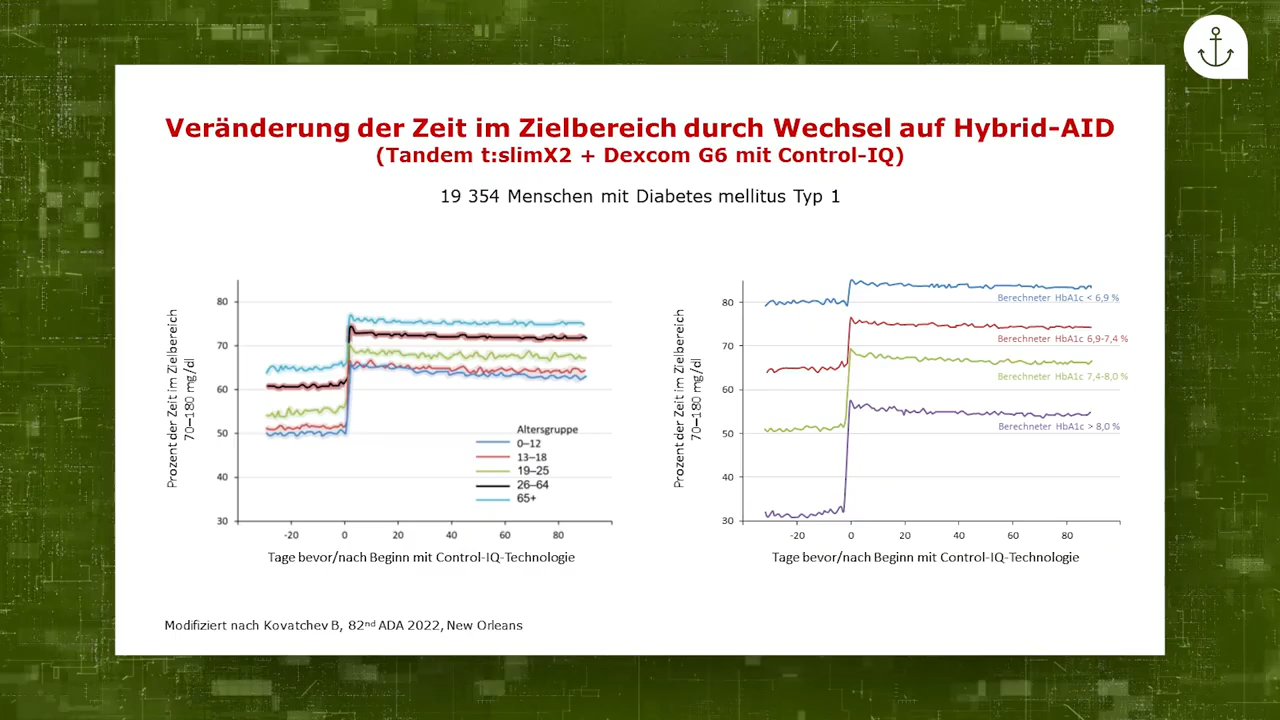 Veränderung der Zeit im Zielbereich durch Wechsel auf Hybrid-AID
(Tandem t:slimX2 + Dexcom G6 mit Control-IQ)
19 354 Menschen mit Diabetes mellitus Typ 1
Prozent der Zeit im Zielbereich
70–180 mg/dl
80
70
60
50
40
30
-20
0
20
40
60
80
Altersgruppe
0–12
13–18
19–25
26–64
65+
Tage bevor/nach Beginn mit Control-IQ-Technologie
Prozent der Zeit im Zielbereich
70–180 mg/dl
80
70
60
50
40
30
-20
0
20
40
60
80
Berechneter HbA1c < 6,9 %
Berechneter HbA1c 6,9-7,4 %
Berechneter HbA1c 7,4-8,0 %
Berechneter HbA1c > 8,0 %
Tage bevor/nach Beginn mit Control-IQ-Technologie
Modifiziert nach Kovatchev B, 82nd ADA 2022, New Orleans